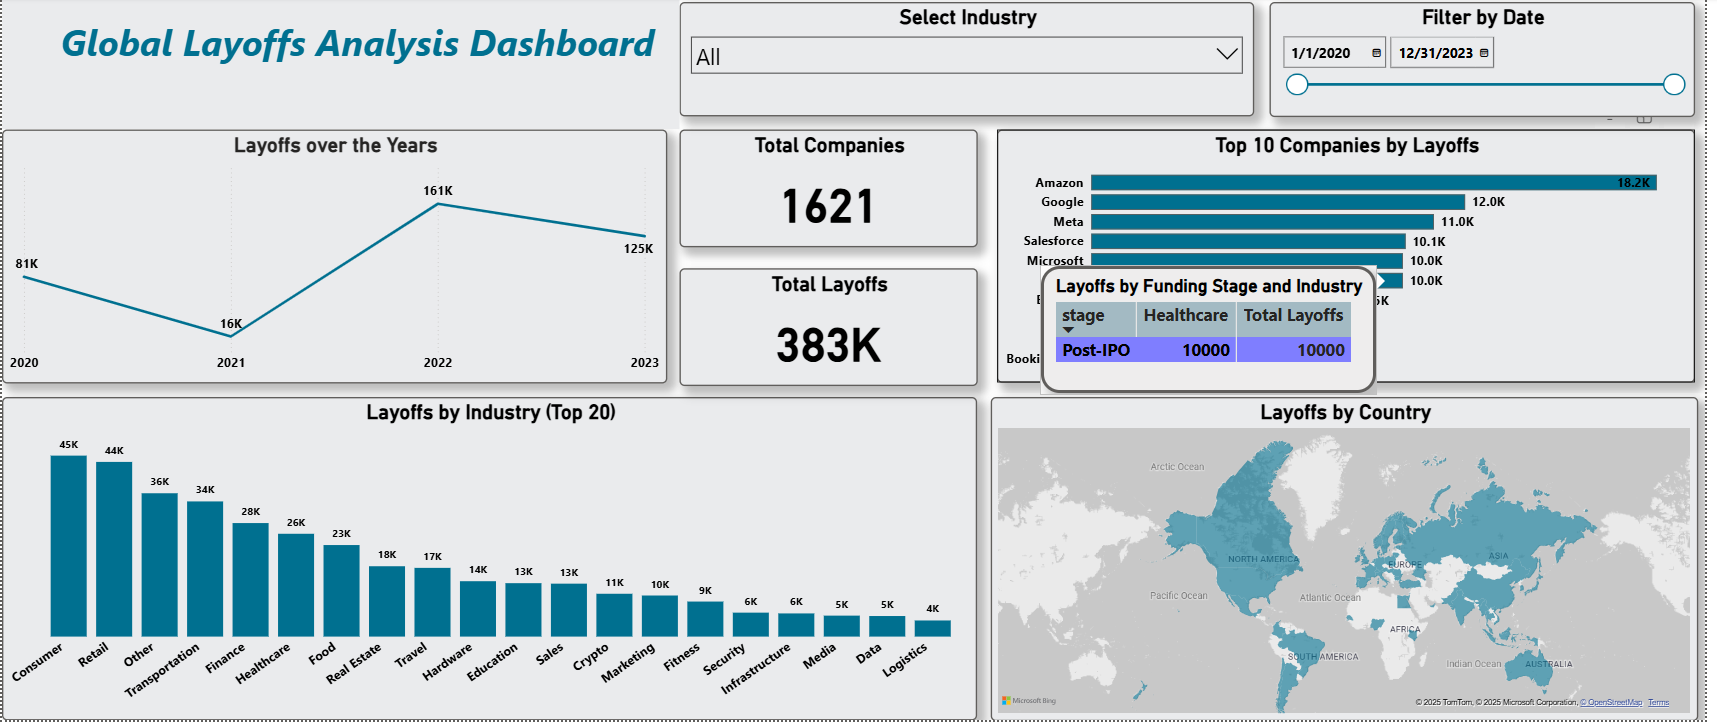 Global Layoffs Analysis Dashboard
Select Industry
All
Filter by Date
1/1/2020
12/31/2023
Layoffs over the Years
81K
16K
161K
125K
2020
2021
2022
2023
Total Companies
1621
Total Layoffs
383K
Top 10 Companies by Layoffs
Amazon
18.2K
Google
12.0K
Meta
11.0K
Salesforce
10.1K
Microsoft
10.0K
10.0K
Layoffs by Funding Stage and Industry
stage
Healthcare
Total Layoffs
Post-IPO
10000
10000
Layoffs by Industry (Top 20)
45K
44K
36K
34K
28K
26K
23K
18K
17K
14K
13K
13K
11K
10K
9K
6K
6K
5K
5K
4K
Consumer
Retail
Other
Transportation
Finance
Healthcare
Food
Real Estate
Travel
Hardware
Education
Sales
Crypto
Marketing
Fitness
Security
Infrastructure
Media
Data
Logistics
Layoffs by Country
Arctic Ocean
NORTH AMERICA
EUROPE
ASIA
Pacific Ocean
Atlantic Ocean
AFRICA
SOUTH AMERICA
Indian Ocean
AUSTRALIA
Microsoft Bing
© 2025 TomTom, © 2025 Microsoft Corporation, © OpenStreetMap Terms